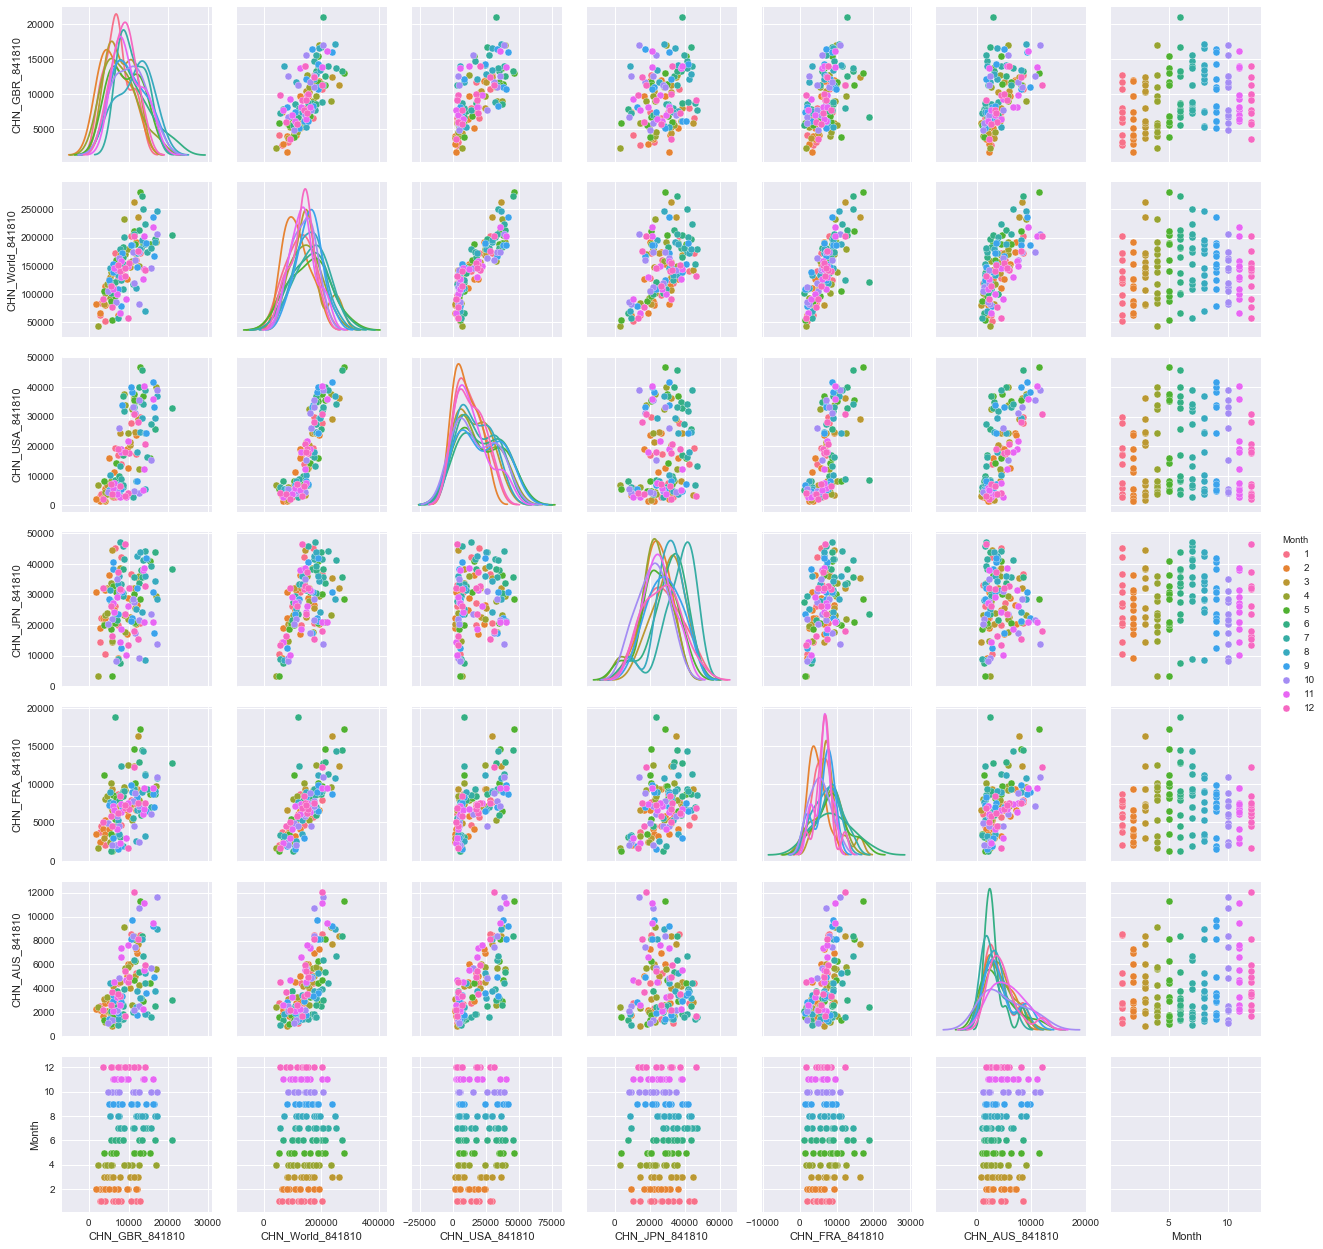 20000
15000
10000
5000
CHN_GBR_841810
250000
200000
150000
100000
50000
CHN_World_841810
50000
40000
30000
20000
10000
0
CHN_USA_841810
50000
40000
30000
20000
10000
0
CHN_JPN_841810
Month
1
2
3
4
5
6
7
8
9
10
11
12
20000
15000
10000
5000
0
CHN_FRA_841810
12000
10000
8000
6000
4000
2000
0
CHN_AUS_841810
12
10
8
6
4
2
Month
0 10000 20000 30000
CHN_GBR_841810
0 200000 400000
CHN_World_841810
−25000 0 25000 50000 75000
CHN_USA_841810
0 20000 40000 60000
CHN_JPN_841810
−10000 0 10000 20000 30000
CHN_FRA_841810
0 10000 20000
CHN_AUS_841810
5 10
Month